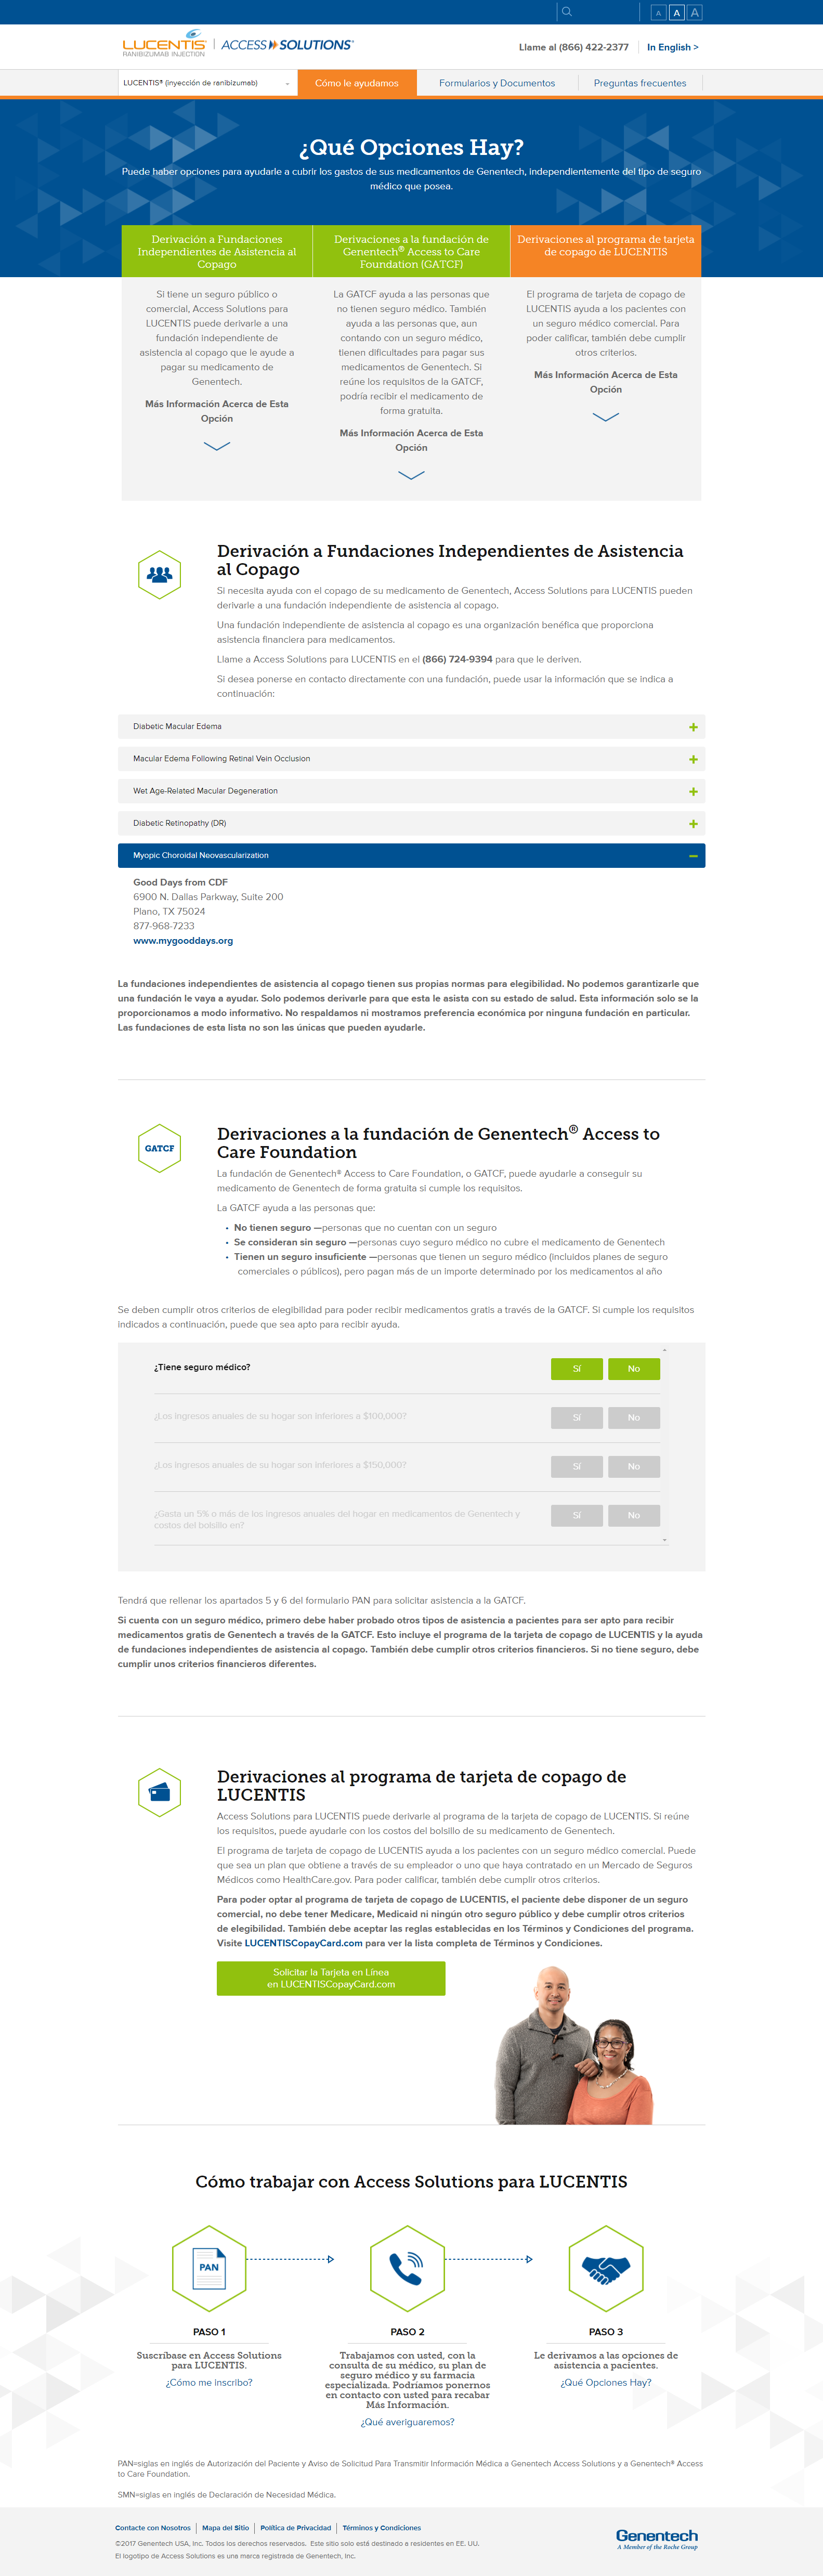 A A A
LUCENTIS®
RANIBIZUMAB INJECTION
ACCESS SOLUTIONS®
Llame al (866) 422-2377
In English >
LUCENTIS® (inyección de ranibizumab)
Cómo le ayudamos
Formularios y Documentos
Preguntas frecuentes
¿Qué Opciones Hay?
Puede haber opciones para ayudarle a cubrir los gastos de sus medicamentos de Genentech, independientemente del tipo de seguro
médico que posea.
Derivación a Fundaciones
Independientes de Asistencia al
Copago
Si tiene un seguro público o
comercial, Access Solutions para
LUCENTIS puede derivarle a una
fundación independiente de
asistencia al copago que le ayude a
pagar su medicamento de
Genentech.
Más Información Acerca de Esta
Opción
Derivaciones a la fundación de
Genentech® Access to Care
Foundation (GATCF)
La GATCF ayuda a las personas que
no tienen seguro médico. También
ayuda a las personas que, aun
contando con un seguro médico,
tienen dificultades para pagar sus
medicamentos de Genentech. Si
reúne los requisitos de la GATCF,
podría recibir el medicamento de
forma gratuita.
Más Información Acerca de Esta
Opción
Derivaciones al programa de tarjeta
de copago de LUCENTIS
El programa de tarjeta de copago de
LUCENTIS ayuda a los pacientes con
un seguro médico comercial. Para
poder calificar, también debe cumplir
otros criterios.
Más Información Acerca de Esta
Opción
Derivación a Fundaciones Independientes de Asistencia
al Copago
Si necesita ayuda con el copago de su medicamento de Genentech, Access Solutions para LUCENTIS pueden
derivarle a una fundación independiente de asistencia al copago.
Una fundación independiente de asistencia al copago es una organización benéfica que proporciona
asistencia financiera para medicamentos.
Llame a Access Solutions para LUCENTIS en el (866) 724-9394 para que le deriven.
Si desea ponerse en contacto directamente con una fundación, puede usar la información que se indica a
continuación:
Diabetic Macular Edema
Macular Edema Following Retinal Vein Occlusion
Wet Age-Related Macular Degeneration
Diabetic Retinopathy (DR)
Myopic Choroidal Neovascularization
Good Days from CDF
6900 N. Dallas Parkway, Suite 200
Plano, TX 75024
877-968-7233
www.mygooddays.org
La fundaciones independientes de asistencia al copago tienen sus propias normas para elegibilidad. No podemos garantizarle que
una fundación le vaya a ayudar. Solo podemos derivarle para que esta le asista con su estado de salud. Esta información solo se la
proporcionamos a modo informativo. No respaldamos ni mostramos preferencia económica por ninguna fundación en particular.
Las fundaciones de esta lista no son las únicas que pueden ayudarle.
GATCF
Derivaciones a la fundación de Genentech® Access to
Care Foundation
La fundación de Genentech® Access to Care Foundation, o GATCF, puede ayudarle a conseguir su
medicamento de Genentech de forma gratuita si cumple los requisitos.
La GATCF ayuda a las personas que:
• No tienen seguro —personas que no cuentan con un seguro
• Se consideran sin seguro —personas cuyo seguro médico no cubre el medicamento de Genentech
• Tienen un seguro insuficiente —personas que tienen un seguro médico (incluidos planes de seguro
comerciales o públicos), pero pagan más de un importe determinado por los medicamentos al año
Se deben cumplir otros criterios de elegibilidad para poder recibir medicamentos gratis a través de la GATCF. Si cumple los requisitos
indicados a continuación, puede que sea apto para recibir ayuda.
¿Tiene seguro médico?
Sí No
¿Los ingresos anuales de su hogar son inferiores a $100,000?
Sí No
¿Los ingresos anuales de su hogar son inferiores a $150,000?
Sí No
¿Gasta un 5% o más de los ingresos anuales del hogar en medicamentos de Genentech y
costos del bolsillo en?
Sí No
Tendrá que rellenar los apartados 5 y 6 del formulario PAN para solicitar asistencia a la GATCF.
Si cuenta con un seguro médico, primero debe haber probado otros tipos de asistencia a pacientes para ser apto para recibir
medicamentos gratis de Genentech a través de la GATCF. Esto incluye el programa de la tarjeta de copago de LUCENTIS y la ayuda
de fundaciones independientes de asistencia al copago. También debe cumplir otros criterios financieros. Si no tiene seguro, debe
cumplir unos criterios financieros diferentes.
Derivaciones al programa de tarjeta de copago de
LUCENTIS
Access Solutions para LUCENTIS puede derivarle al programa de la tarjeta de copago de LUCENTIS. Si reúne
los requisitos, puede ayudarle con los costos del bolsillo de su medicamento de Genentech.
El programa de tarjeta de copago de LUCENTIS ayuda a los pacientes con un seguro médico comercial. Puede
que sea un plan que obtiene a través de su empleador o uno que haya contratado en un Mercado de Seguros
Médicos como HealthCare.gov. Para poder calificar, también debe cumplir otros criterios.
Para poder optar al programa de tarjeta de copago de LUCENTIS, el paciente debe disponer de un seguro
comercial, no debe tener Medicare, Medicaid ni ningún otro seguro público y debe cumplir otros criterios
de elegibilidad. También debe aceptar las reglas establecidas en los Términos y Condiciones del programa.
Visite LUCENTISCopayCard.com para ver la lista completa de Términos y Condiciones.
Solicitar la Tarjeta en Línea
en LUCENTISCopayCard.com
Cómo trabajar con Access Solutions para LUCENTIS
PAN
PASO 1
Suscríbase en Access Solutions
para LUCENTIS.
¿Cómo me inscribo?
PASO 2
Trabajamos con usted, con la
consulta de su médico, su plan de
seguro médico y su farmacia
especializada. Podríamos ponernos
en contacto con usted para recabar
Más Información.
¿Qué averiguaremos?
PASO 3
Le derivamos a las opciones de
asistencia a pacientes.
¿Qué Opciones Hay?
PAN=siglas en inglés de Autorización del Paciente y Aviso de Solicitud Para Transmitir Información Médica a Genentech Access Solutions y a Genentech® Access
to Care Foundation.
SMN=siglas en inglés de Declaración de Necesidad Médica.
Contacte con Nosotros
Mapa del Sitio
Política de Privacidad
Términos y Condiciones
©2017 Genentech USA, Inc. Todos los derechos reservados. Este sitio solo está destinado a residentes en EE. UU.
El logotipo de Access Solutions es una marca registrada de Genentech, Inc.
Genentech
A Member of the Roche Group